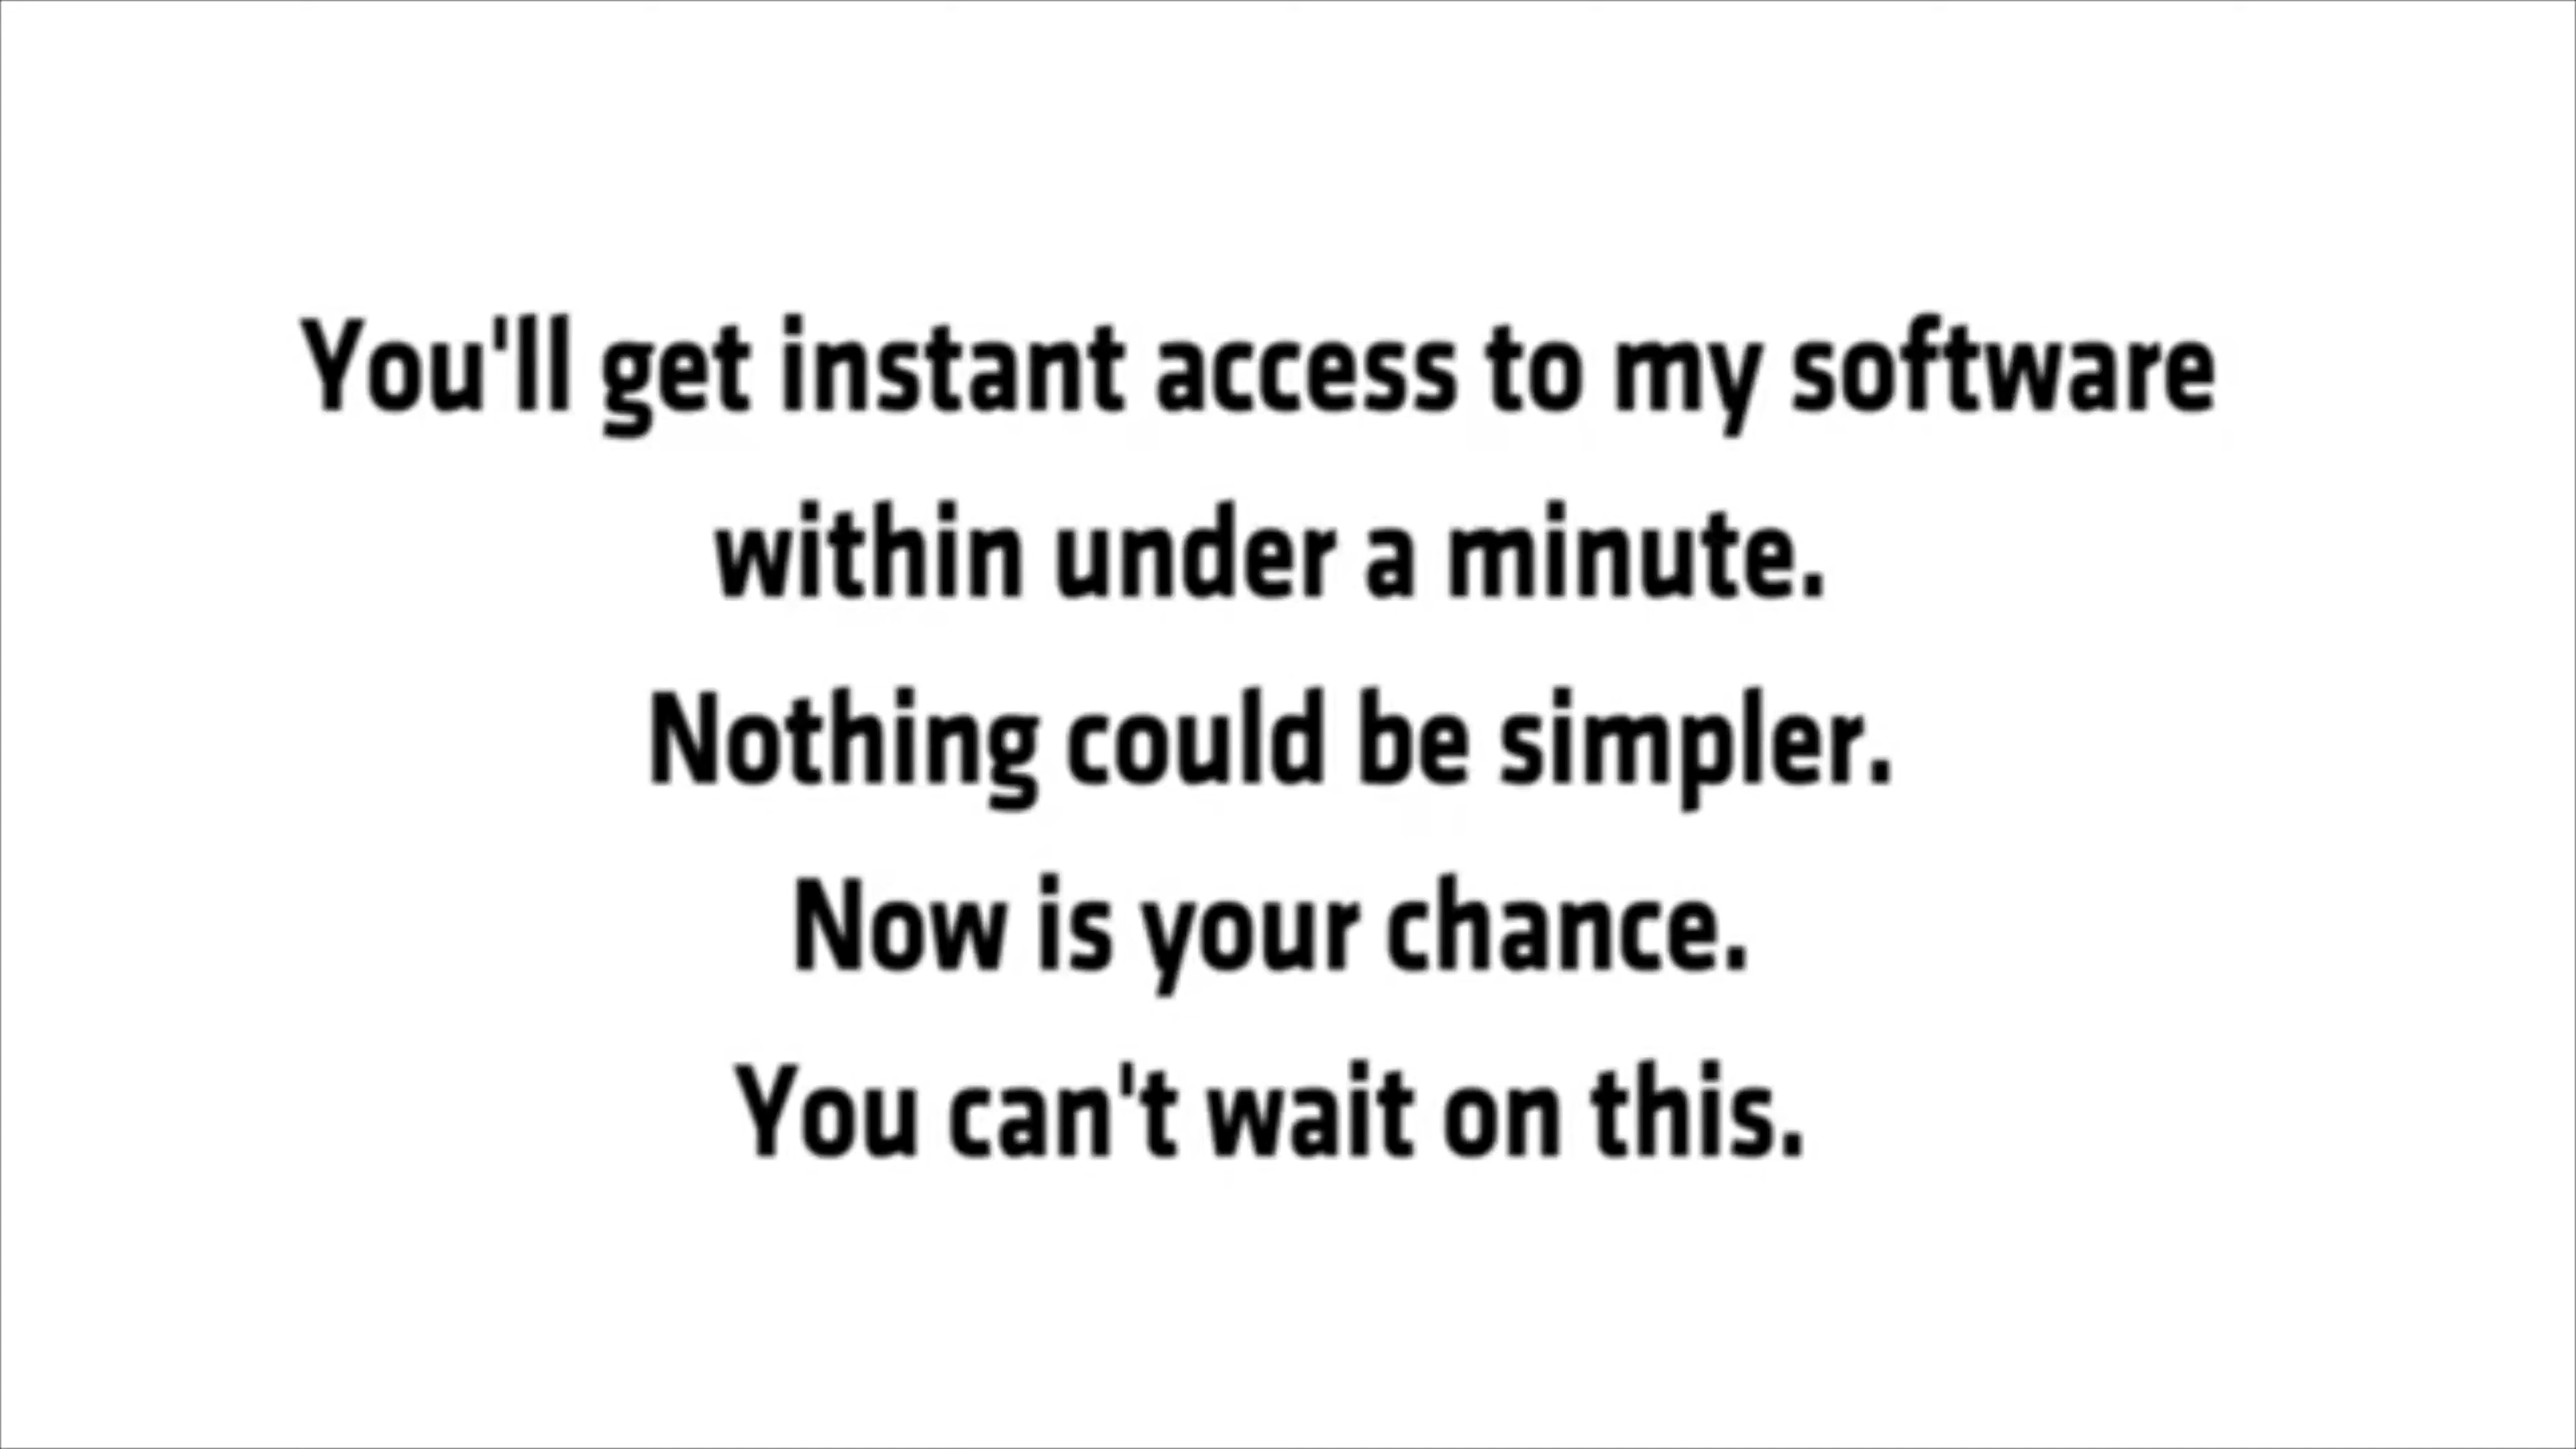 You'll get instant access to my software
within under a minute.
Nothing could be simpler.
Now is your chance.
You can't wait on this.